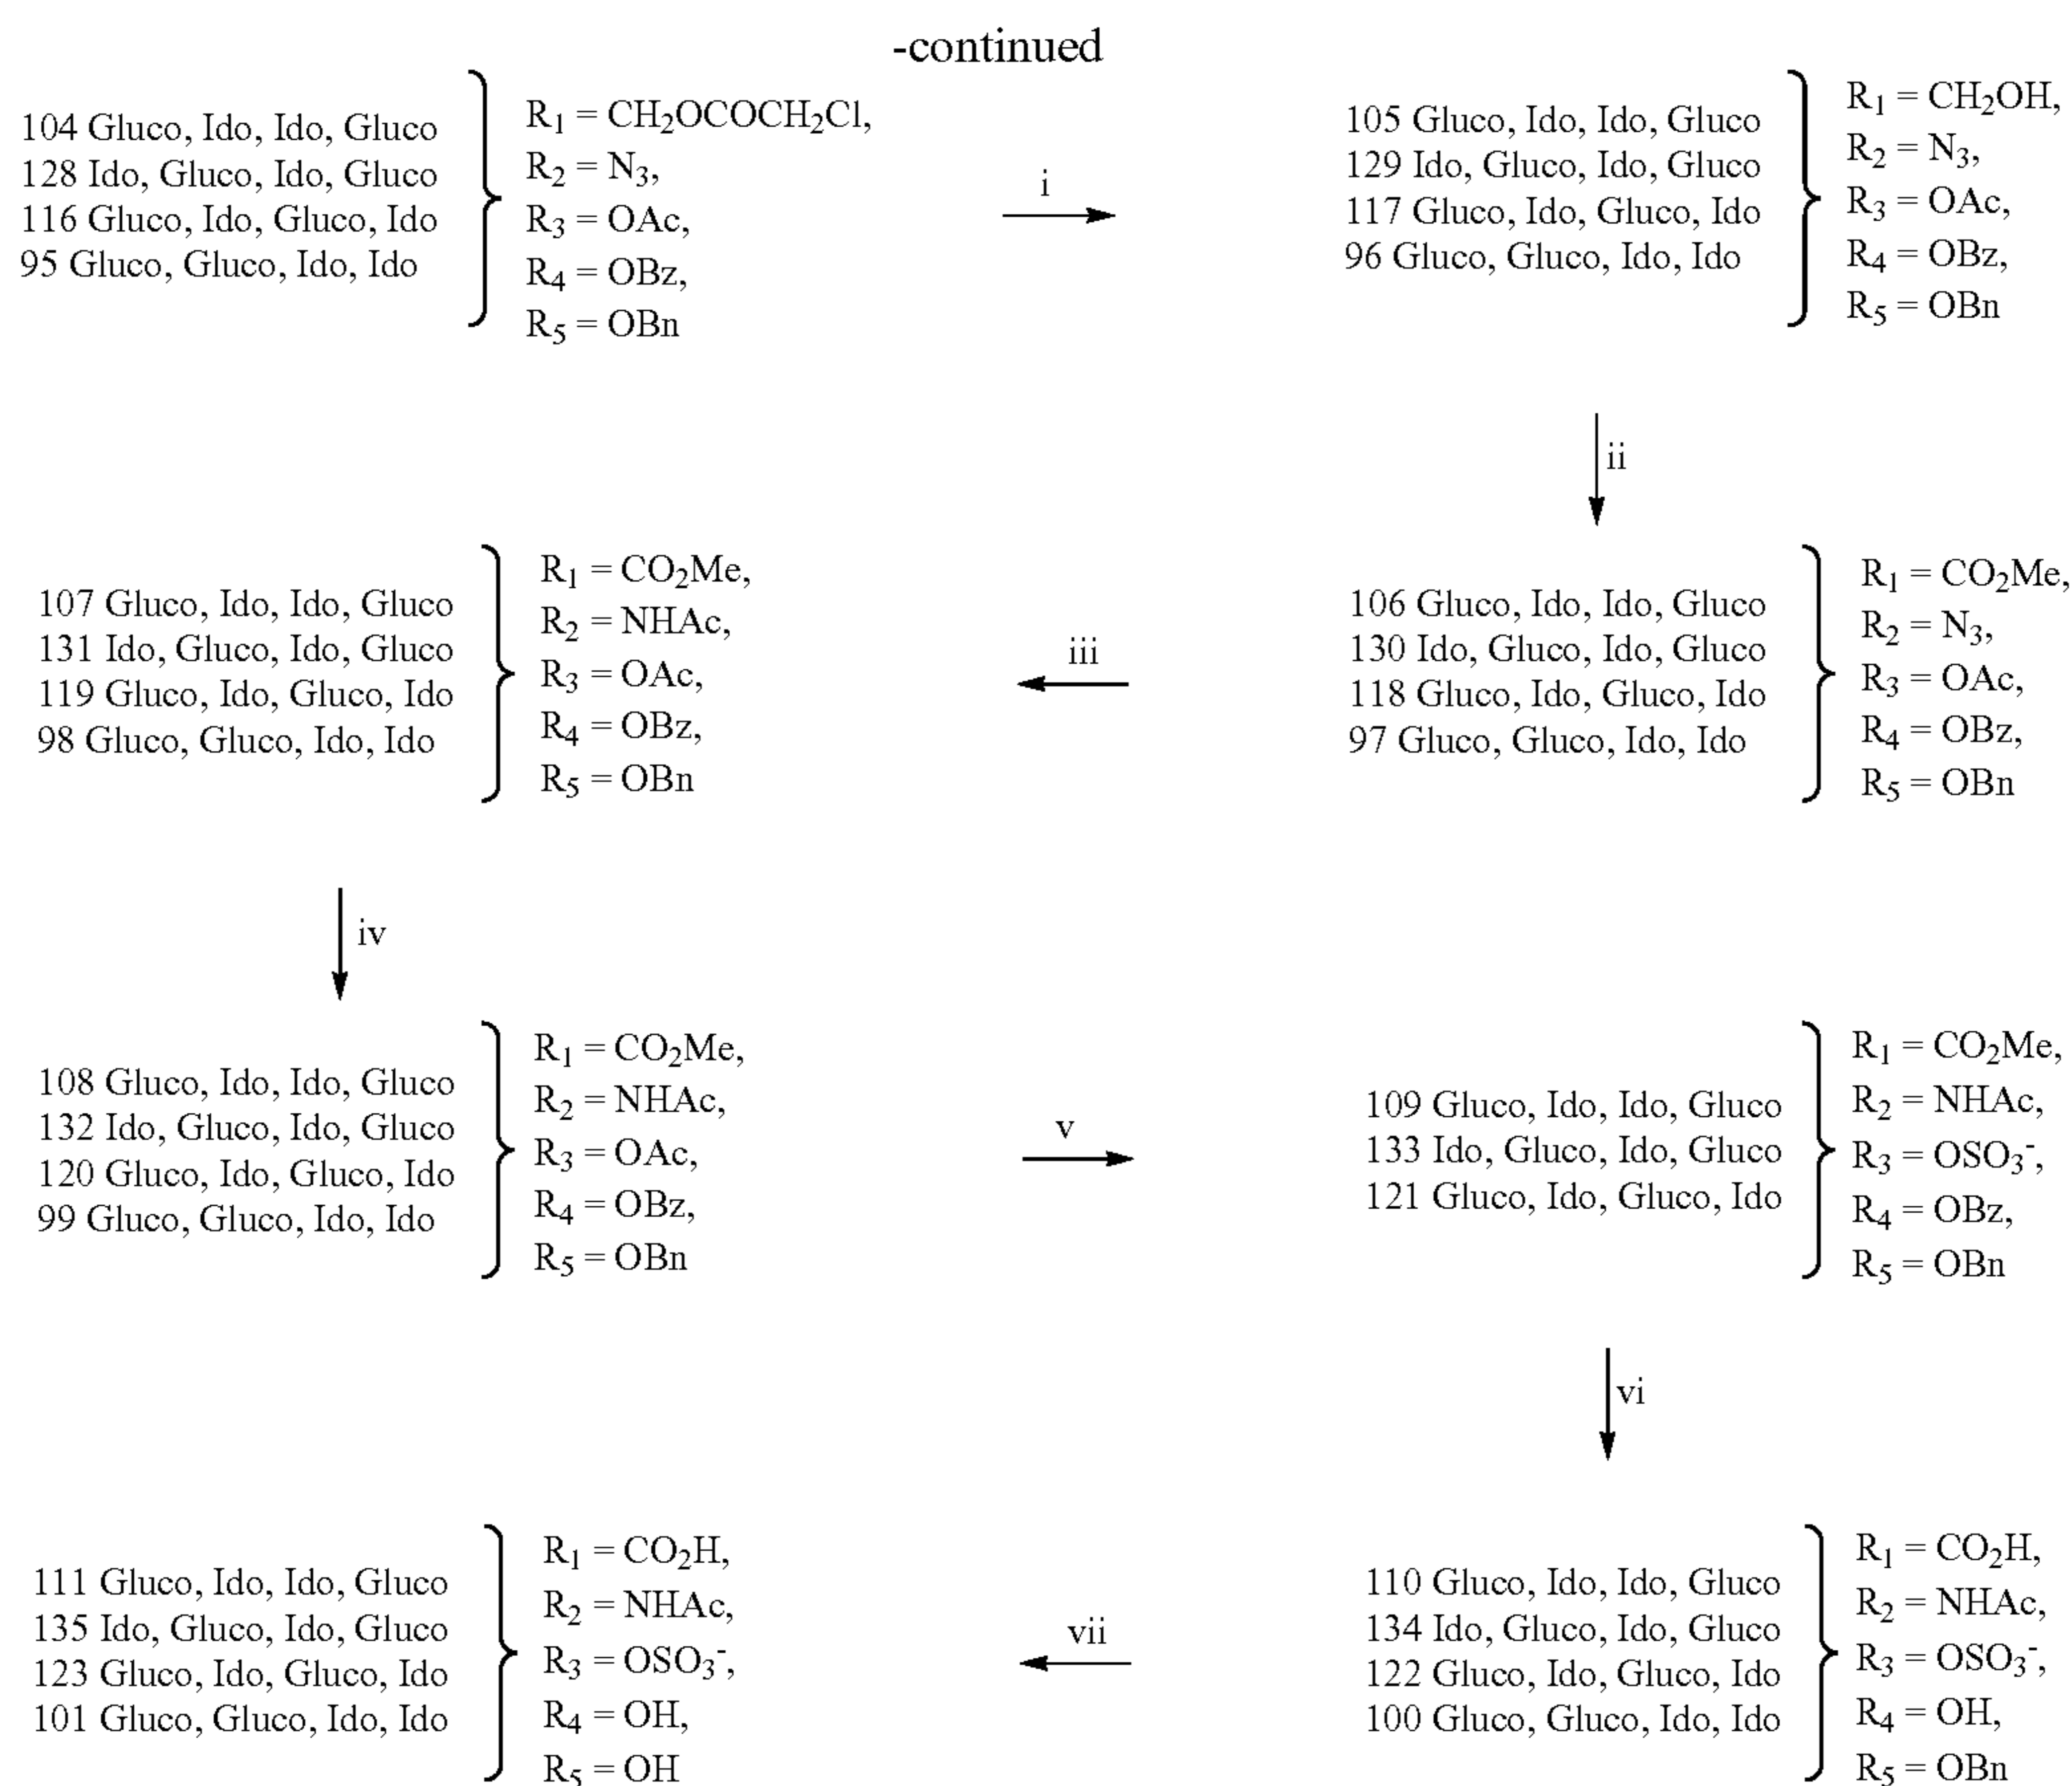 -continued
104 Gluco, Ido, Ido, Gluco
128 Ido, Gluco, Ido, Gluco
116 Gluco, Ido, Gluco, Ido
95 Gluco, Gluco, Ido, Ido
R₁ = CH₂OCOCH₂Cl,
R₂ = N₃,
R₃ = OAc,
R₄ = OBz,
R₅ = OBn
i
105 Gluco, Ido, Ido, Gluco
129 Ido, Gluco, Ido, Gluco
117 Gluco, Ido, Gluco, Ido
96 Gluco, Gluco, Ido, Ido
R₁ = CH₂OH,
R₂ = N₃,
R₃ = OAc,
R₄ = OBz,
R₅ = OBn
ii
106 Gluco, Ido, Ido, Gluco
130 Ido, Gluco, Ido, Gluco
118 Gluco, Ido, Gluco, Ido
97 Gluco, Gluco, Ido, Ido
R₁ = CO₂Me,
R₂ = N₃,
R₃ = OAc,
R₄ = OBz,
R₅ = OBn
iii
107 Gluco, Ido, Ido, Gluco
131 Ido, Gluco, Ido, Gluco
119 Gluco, Ido, Gluco, Ido
98 Gluco, Gluco, Ido, Ido
R₁ = CO₂Me,
R₂ = NHAc,
R₃ = OAc,
R₄ = OBz,
R₅ = OBn
iv
108 Gluco, Ido, Ido, Gluco
132 Ido, Gluco, Ido, Gluco
120 Gluco, Ido, Gluco, Ido
99 Gluco, Gluco, Ido, Ido
R₁ = CO₂Me,
R₂ = NHAc,
R₃ = OAc,
R₄ = OBz,
R₅ = OBn
v
109 Gluco, Ido, Ido, Gluco
133 Ido, Gluco, Ido, Gluco
121 Gluco, Ido, Gluco, Ido
R₁ = CO₂Me,
R₂ = NHAc,
R₃ = OSO₃⁻,
R₄ = OBz,
R₅ = OBn
vi
110 Gluco, Ido, Ido, Gluco
134 Ido, Gluco, Ido, Gluco
122 Gluco, Ido, Gluco, Ido
100 Gluco, Gluco, Ido, Ido
R₁ = CO₂H,
R₂ = NHAc,
R₃ = OSO₃⁻,
R₄ = OH,
R₅ = OBn
vii
111 Gluco, Ido, Ido, Gluco
135 Ido, Gluco, Ido, Gluco
123 Gluco, Ido, Gluco, Ido
101 Gluco, Gluco, Ido, Ido
R₁ = CO₂H,
R₂ = NHAc,
R₃ = OSO₃⁻,
R₄ = OH,
R₅ = OH